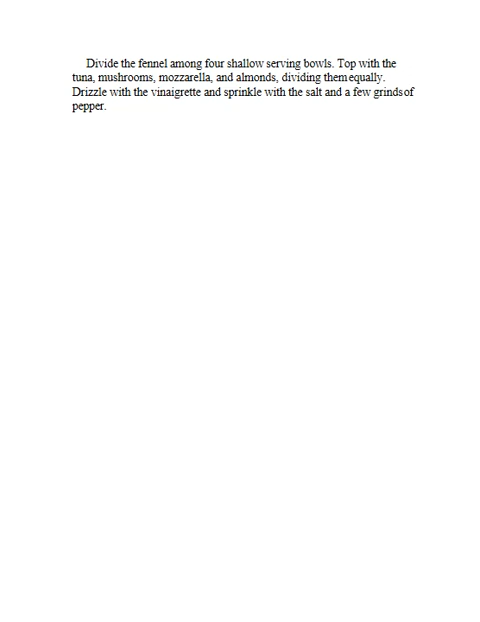 Divide the fennel among four shallow serving bowls. Top with the
tuna, mushrooms, mozzarella, and almonds, dividing them equally.
Drizzle with the vinaigrette and sprinkle with the salt and a few grinds of
pepper.